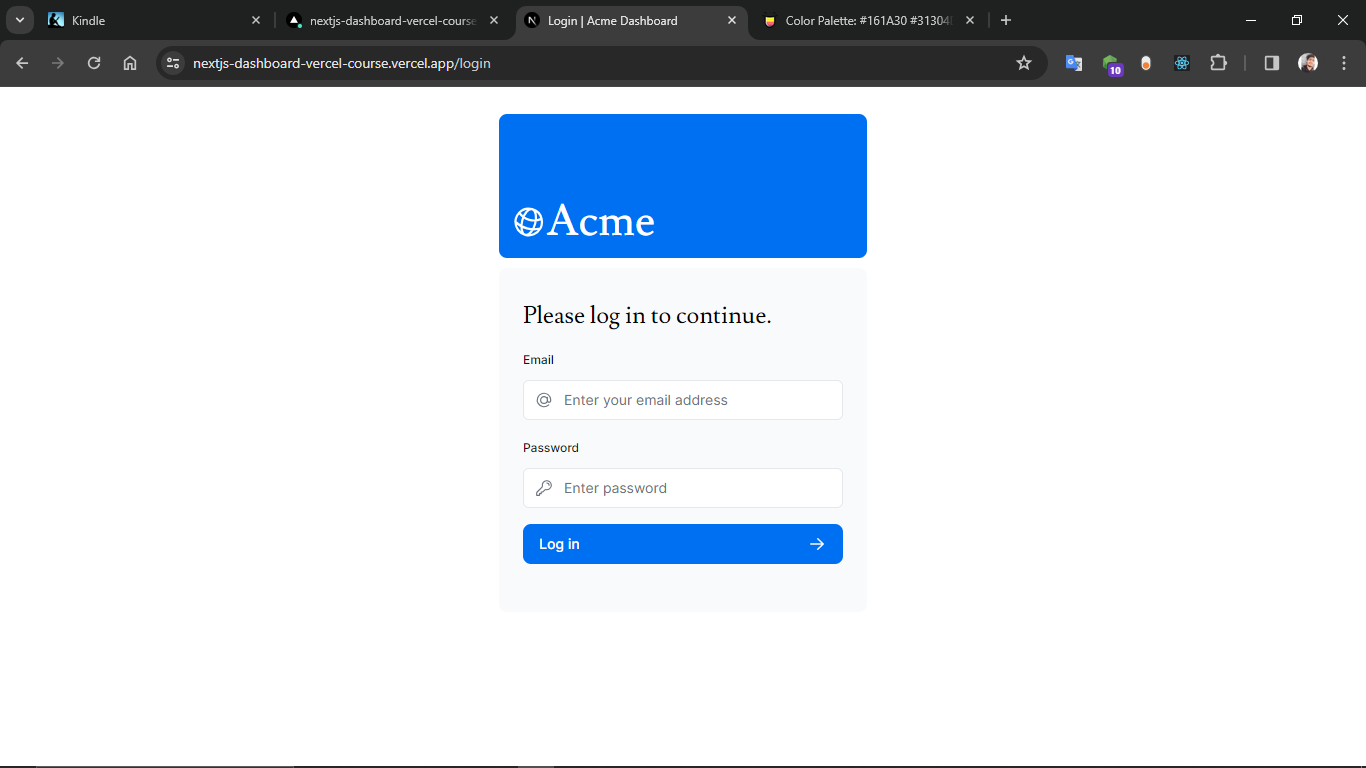 Kindle
nextjs-dashboard-vercel-course
Login | Acme Dashboard
Color Palette: #161A30 #31304
nextjs-dashboard-vercel-course.vercel.app/login
10
Acme
Please log in to continue.
Email
Enter your email address
Password
Enter password
Log in